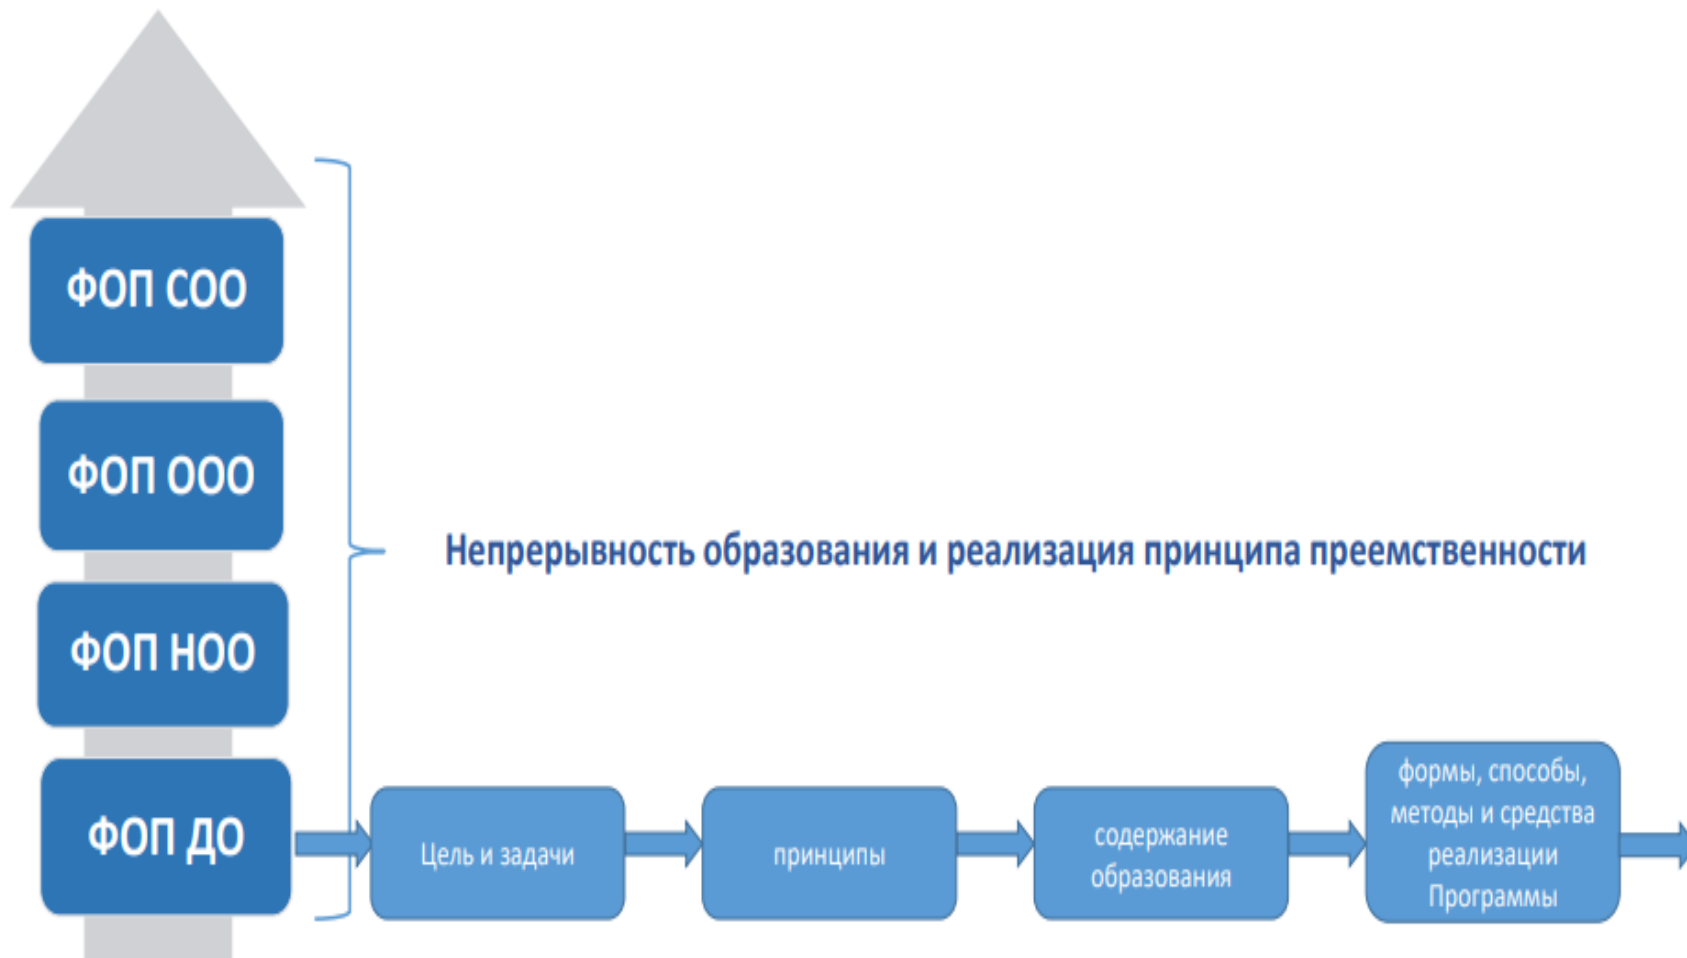 ФОП СОО
ФОП ООО
Непрерывность образования и реализация принципа преемственности
ФОП НОО
ФОП ДО
Цель и задачи
принципы
содержание
образования
формы, способы,
методы и средства
реализации
Программы